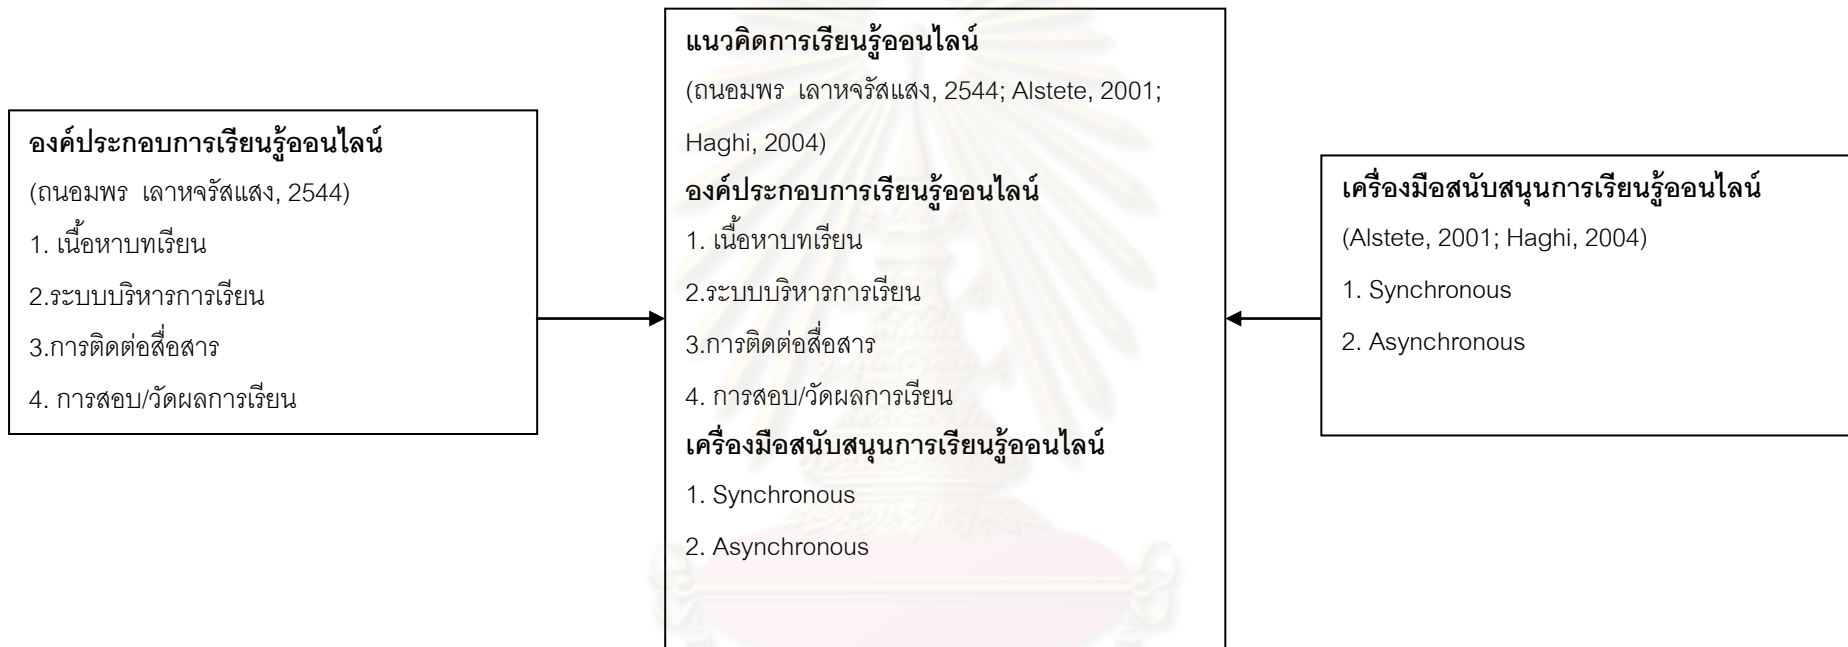 องค์ประกอบการเรียนรู้ออนไลน์
(ถนอมพร เลาหจรัสแสง, 2544)
1. เนื้อหาบทเรียน
2.ระบบบริหารการเรียน
3.การติดต่อสื่อสาร
4. การสอบ/วัดผลการเรียน
แนวคิดการเรียนรู้ออนไลน์
(ถนอมพร เลาหจรัสแสง, 2544; Alstete, 2001;
Haghi, 2004)
องค์ประกอบการเรียนรู้ออนไลน์
1. เนื้อหาบทเรียน
2.ระบบบริหารการเรียน
3.การติดต่อสื่อสาร
4. การสอบ/วัดผลการเรียน
เครื่องมือสนับสนุนการเรียนรู้ออนไลน์
1. Synchronous
2. Asynchronous
เครื่องมือสนับสนุนการเรียนรู้ออนไลน์
(Alstete, 2001; Haghi, 2004)
1. Synchronous
2. Asynchronous